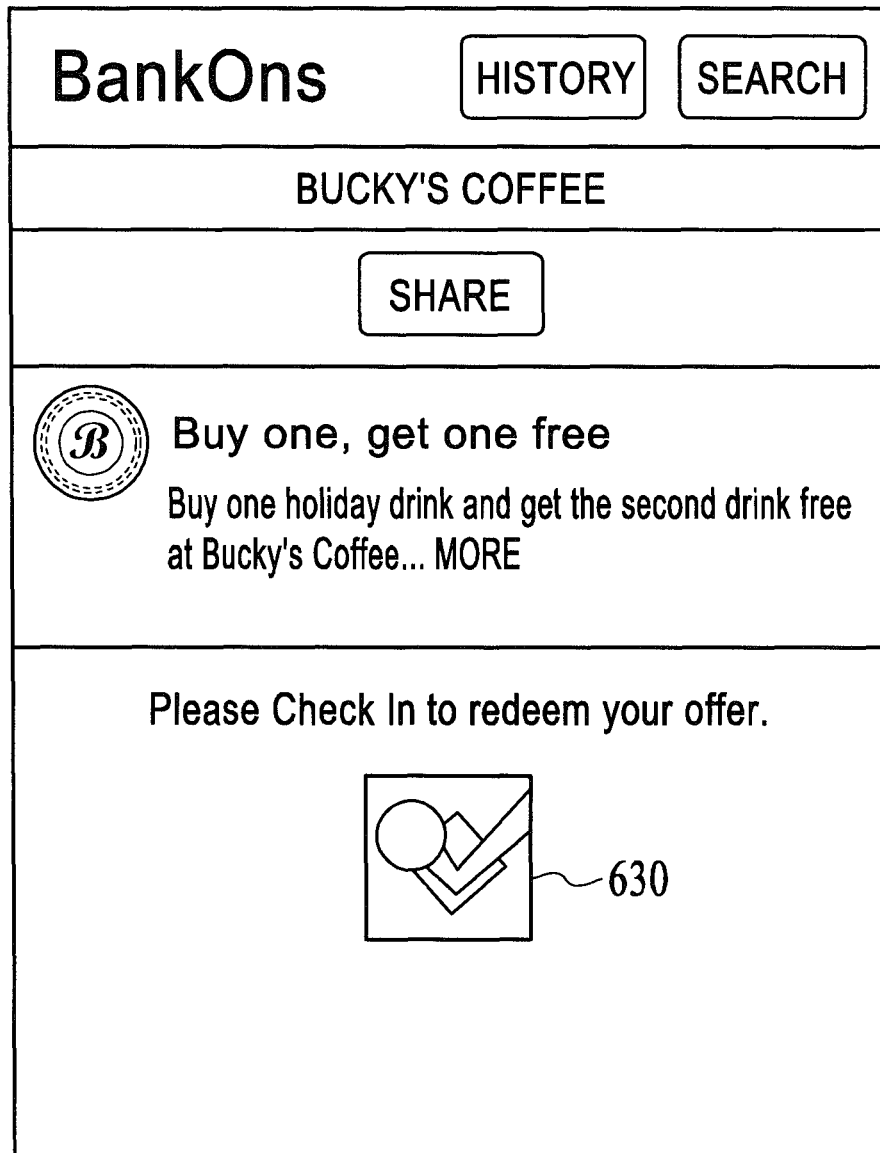 BankOns HISTORY SEARCH
BUCKY'S COFFEE
SHARE
B Buy one, get one free
Buy one holiday drink and get the second drink free
at Bucky's Coffee... MORE
Please Check In to redeem your offer.
630